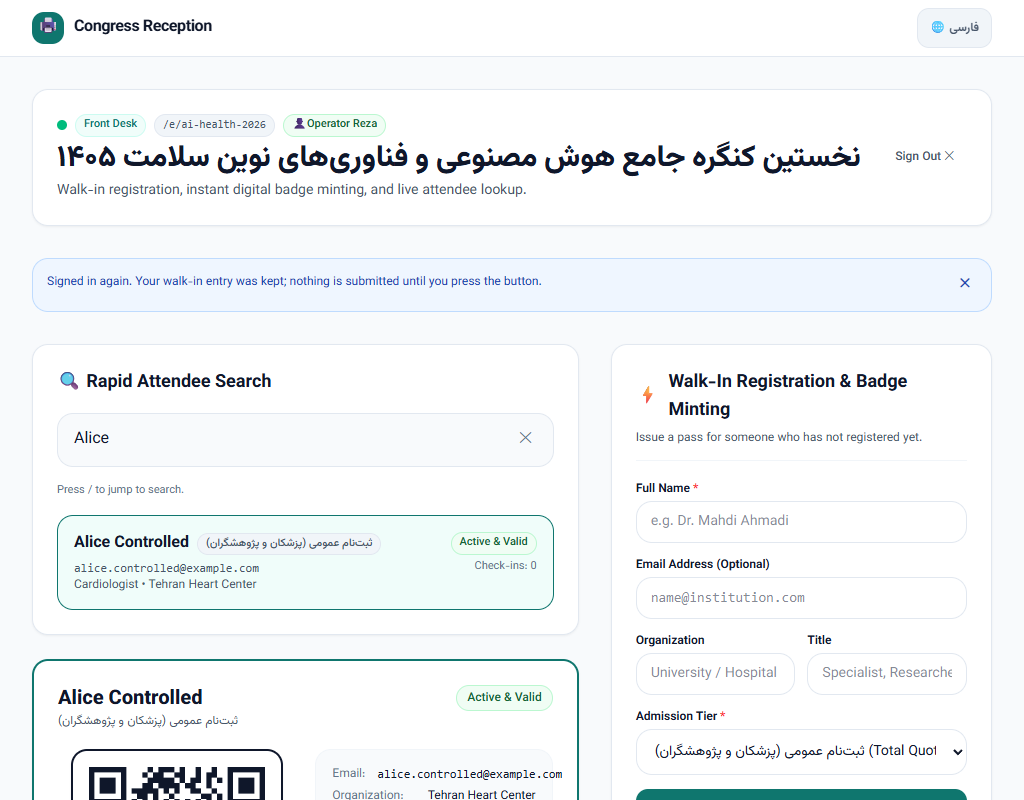 Congress Reception
فارسی
Front Desk
/e/ai-health-2026
Operator Reza
نخستین کنگره جامع هوش مصنوعی و فناوری‌های نوین سلامت ۱۴۰۵
Sign Out
Walk-in registration, instant digital badge minting, and live attendee lookup.
Signed in again. Your walk-in entry was kept; nothing is submitted until you press the button.
Rapid Attendee Search
Alice
Press / to jump to search.
Alice Controlled
ثبت‌نام عمومی (پزشکان و پژوهشگران)
Active & Valid
alice.controlled@example.com
Check-ins: 0
Cardiologist • Tehran Heart Center
Alice Controlled
Active & Valid
ثبت‌نام عمومی (پزشکان و پژوهشگران)
Email: alice.controlled@example.com
Organization: Tehran Heart Center
Walk-In Registration & Badge
Minting
Issue a pass for someone who has not registered yet.
Full Name *
e.g. Dr. Mahdi Ahmadi
Email Address (Optional)
name@institution.com
Organization
Title
University / Hospital
Specialist, Researche
Admission Tier *
ثبت‌نام عمومی (پزشکان و پژوهشگران) (Total Quot